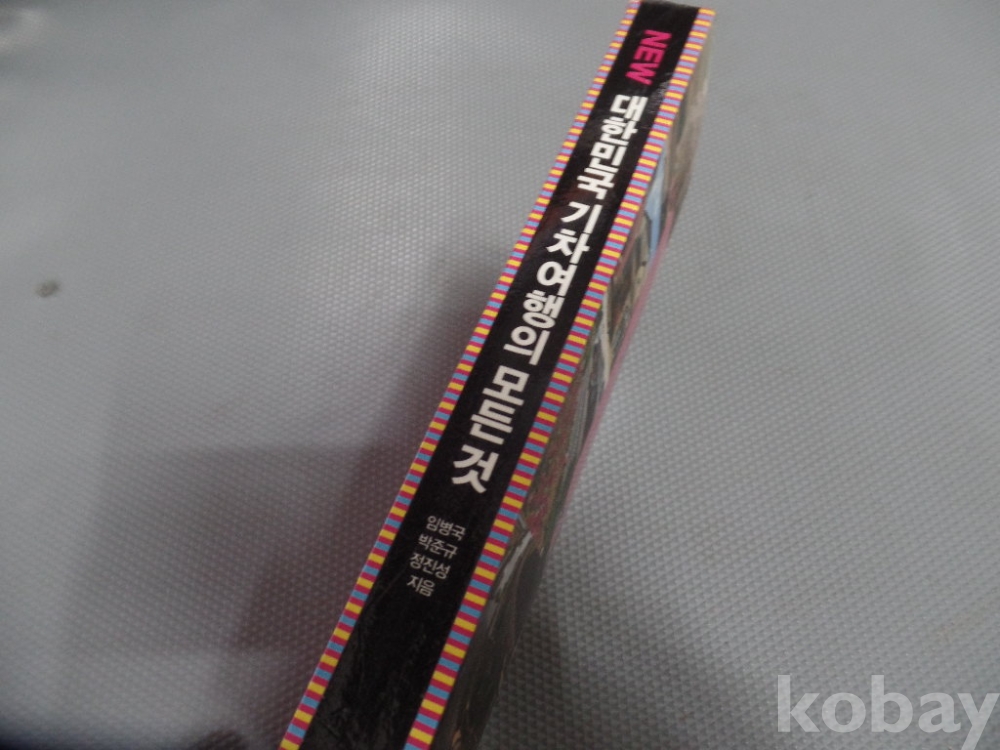 NEW 대한민국 기차여행의 모든 것
임병국
박준규
정진성
지음
kobay